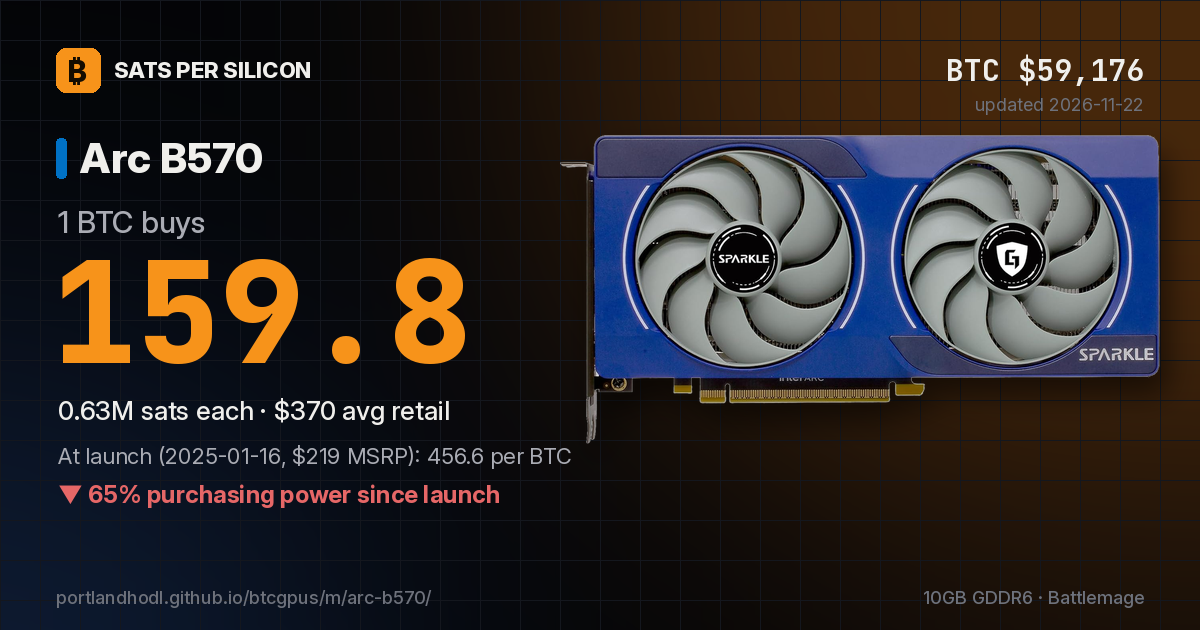 SATS PER SILICON
BTC $59,176
updated 2026-11-22
Arc B570
1 BTC buys
159.8
0.63M sats each · $370 avg retail
At launch (2025-01-16, $219 MSRP): 456.6 per BTC
▼ 65% purchasing power since launch
SPARKLE
SPARKLE
intel ARC
portlandhodl.github.io/btcgpus/m/arc-b570/
10GB GDDR6 · Battlemage